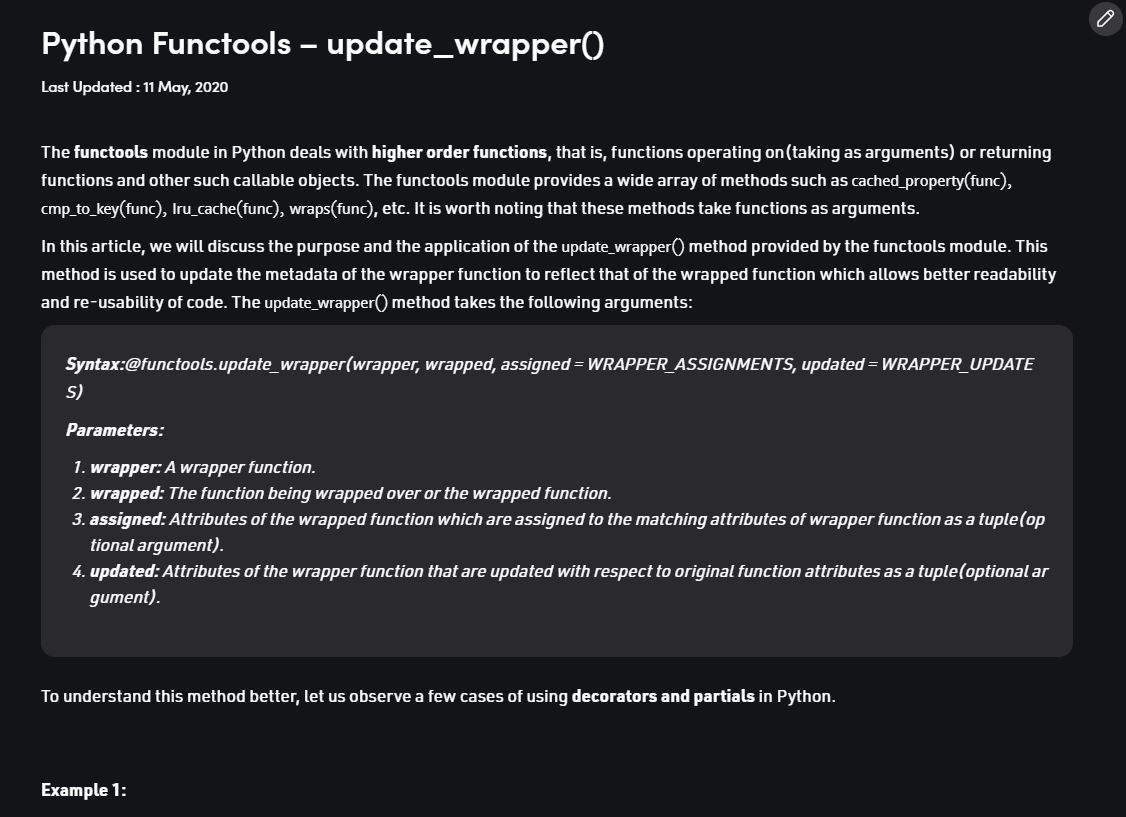 Python Functools – update_wrapper()
Last Updated : 11 May, 2020
The functools module in Python deals with higher order functions, that is, functions operating on(taking as arguments) or returning
functions and other such callable objects. The functools module provides a wide array of methods such as cached_property(func),
cmp_to_key(func), lru_cache(func), wraps(func), etc. It is worth noting that these methods take functions as arguments.
In this article, we will discuss the purpose and the application of the update_wrapper() method provided by the functools module. This
method is used to update the metadata of the wrapper function to reflect that of the wrapped function which allows better readability
and re-usability of code. The update_wrapper() method takes the following arguments:
Syntax:@functools.update_wrapper(wrapper, wrapped, assigned = WRAPPER_ASSIGNMENTS, updated = WRAPPER_UPDATE
S)
Parameters:
1. wrapper: A wrapper function.
2. wrapped: The function being wrapped over or the wrapped function.
3. assigned: Attributes of the wrapped function which are assigned to the matching attributes of wrapper function as a tuple(op
tional argument).
4. updated: Attributes of the wrapper function that are updated with respect to original function attributes as a tuple(optional ar
gument).
To understand this method better, let us observe a few cases of using decorators and partials in Python.
Example 1: